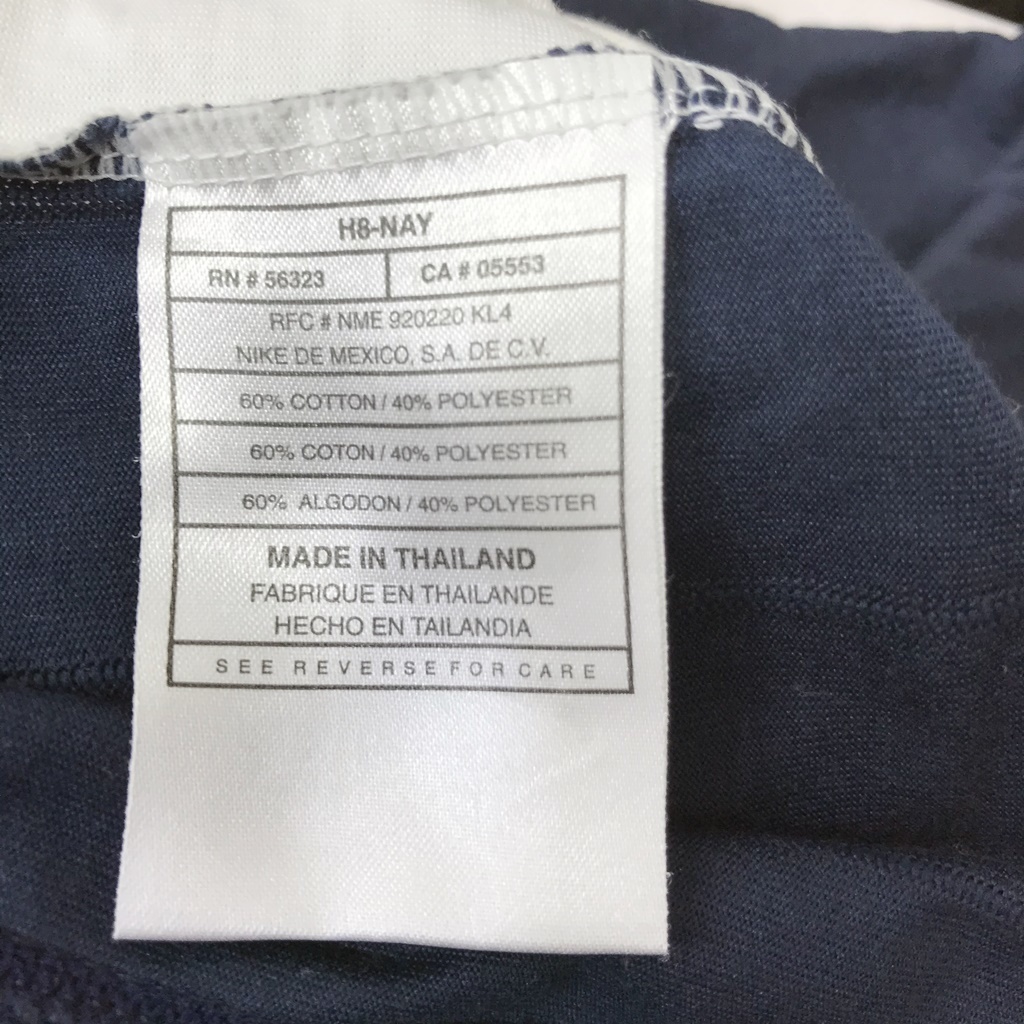 H8-NAY
RN # 56323 CA # 05553
RFC # NME 920220 KL4
NIKE DE MEXICO, S.A. DE C.V.
60% COTTON / 40% POLYESTER
60% COTON / 40% POLYESTER
60% ALGODON / 40% POLYESTER
MADE IN THAILAND
FABRIQUE EN THAILANDE
HECHO EN TAILANDIA
SEE REVERSE FOR CARE